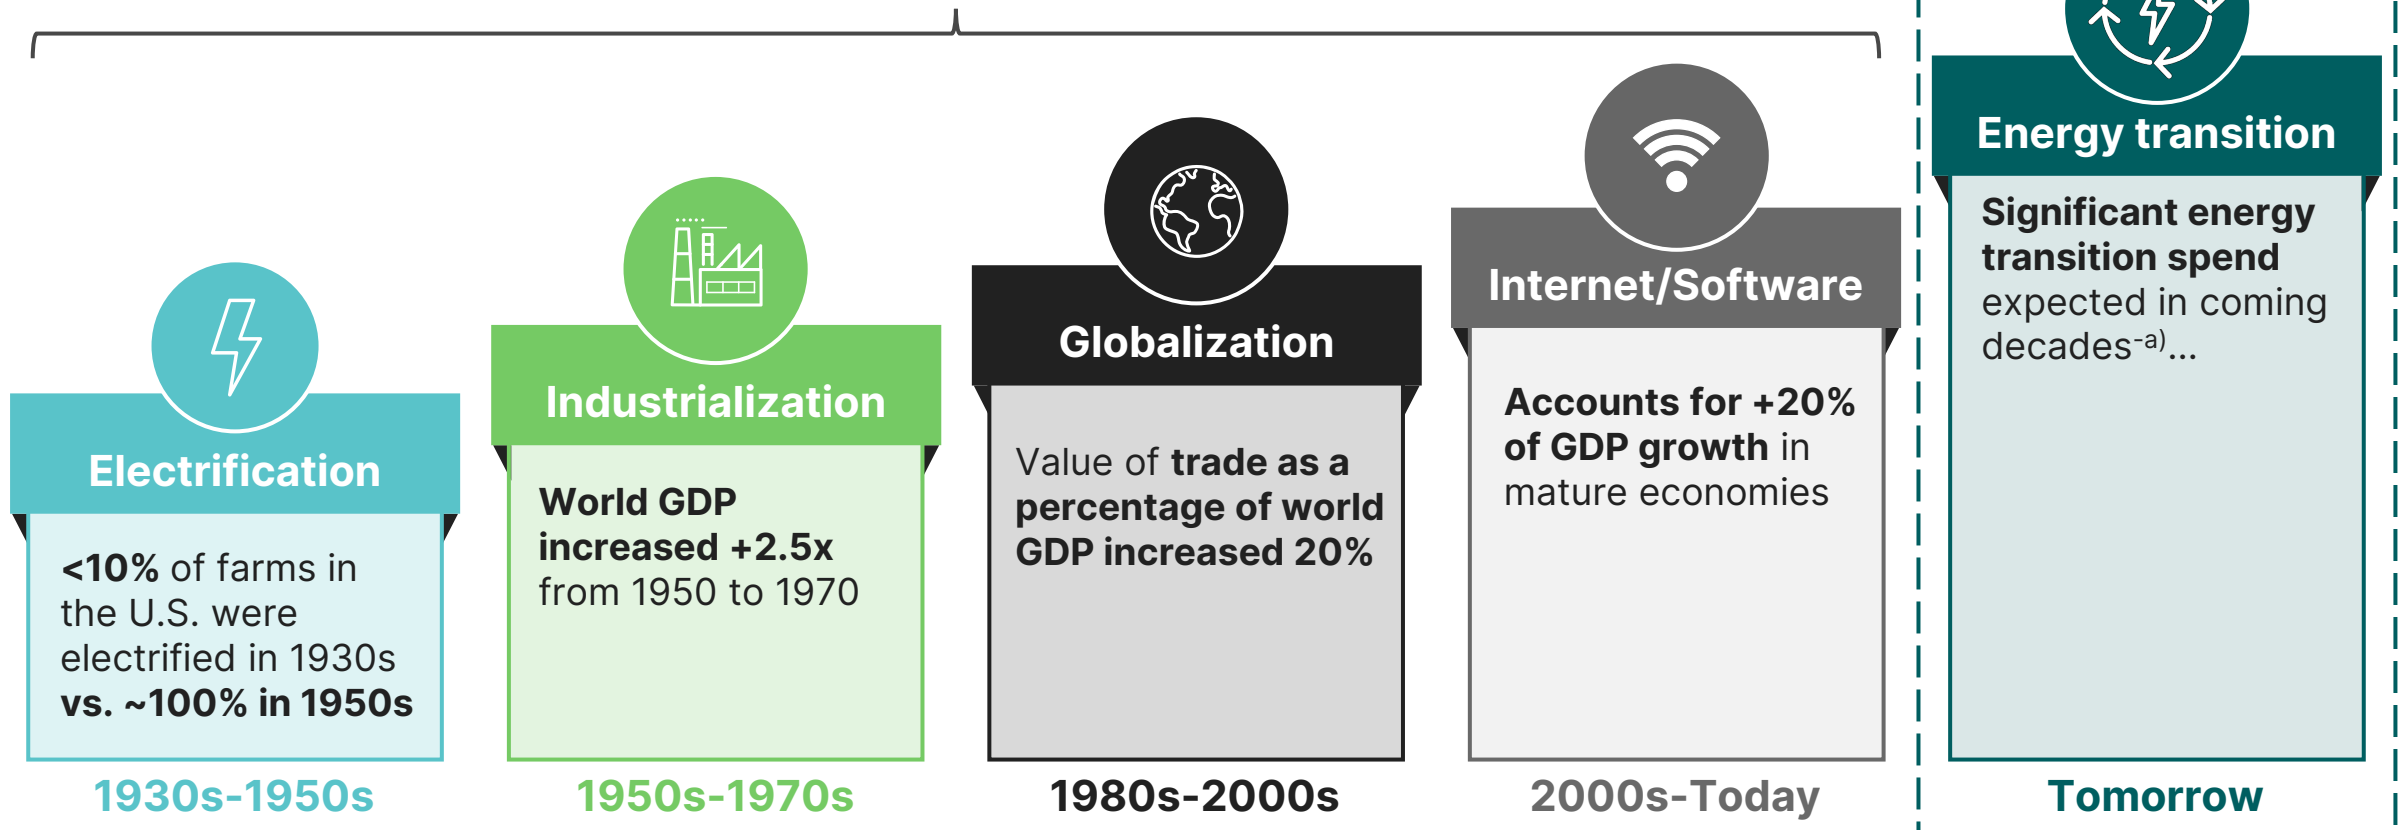 Electrification
<10% of farms in
the U.S. were
electrified in 1930s
vs. ~100% in 1950s
1930s-1950s
Industrialization
World GDP
increased +2.5x
from 1950 to 1970
1950s-1970s
Globalization
Value of trade as a
percentage of world
GDP increased 20%
1980s-2000s
Internet/Software
Accounts for +20%
of GDP growth in
mature economies
2000s-Today
Energy transition
Significant energy
transition spend
expected in coming
decades-a)...
Tomorrow